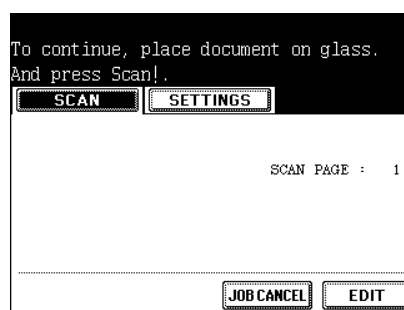 To continue, place document on glass.
And press Scan!.
SCAN SETTINGS
SCAN PAGE : 1
JOB CANCEL EDIT